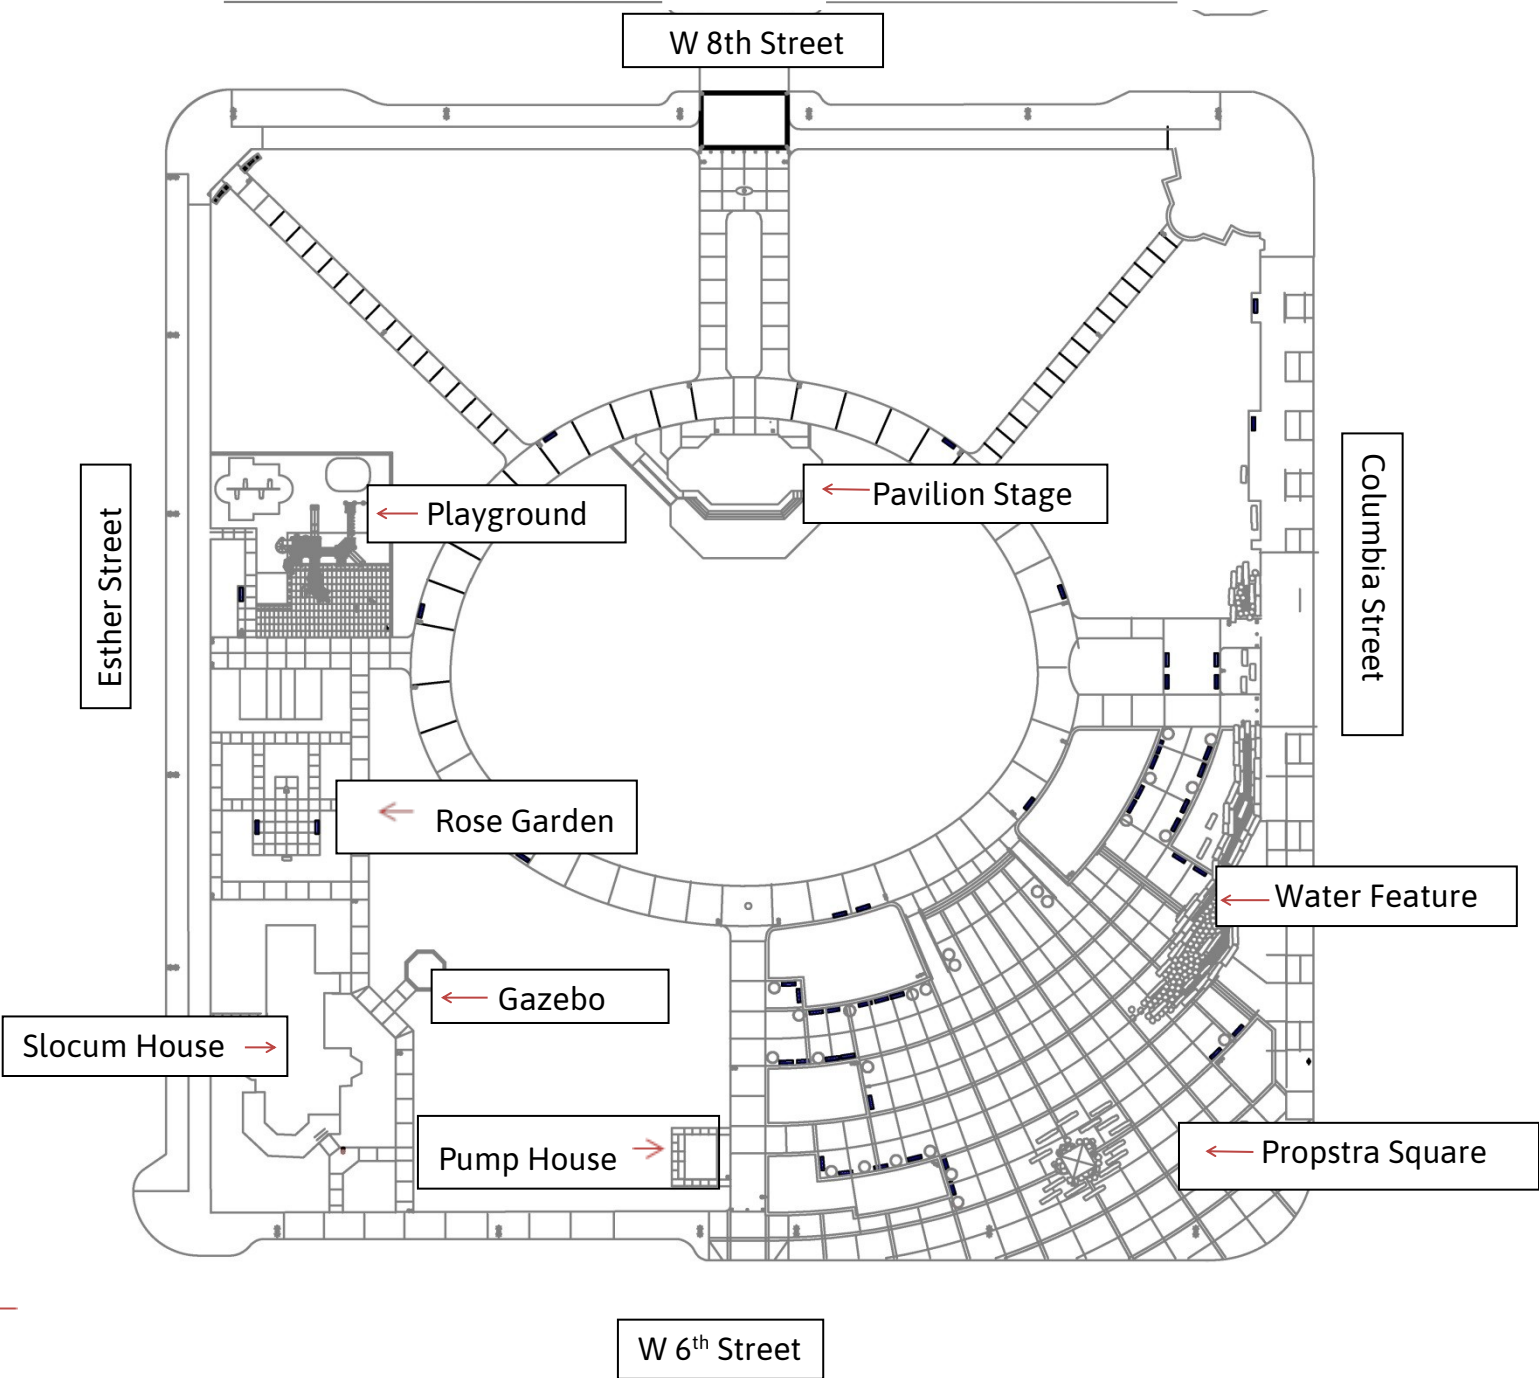 W 8th Street
Playground
Pavilion Stage
Esther Street
Columbia Street
Rose Garden
Water Feature
Gazebo
Slocum House
Pump House
Propstra Square
W 6th Street